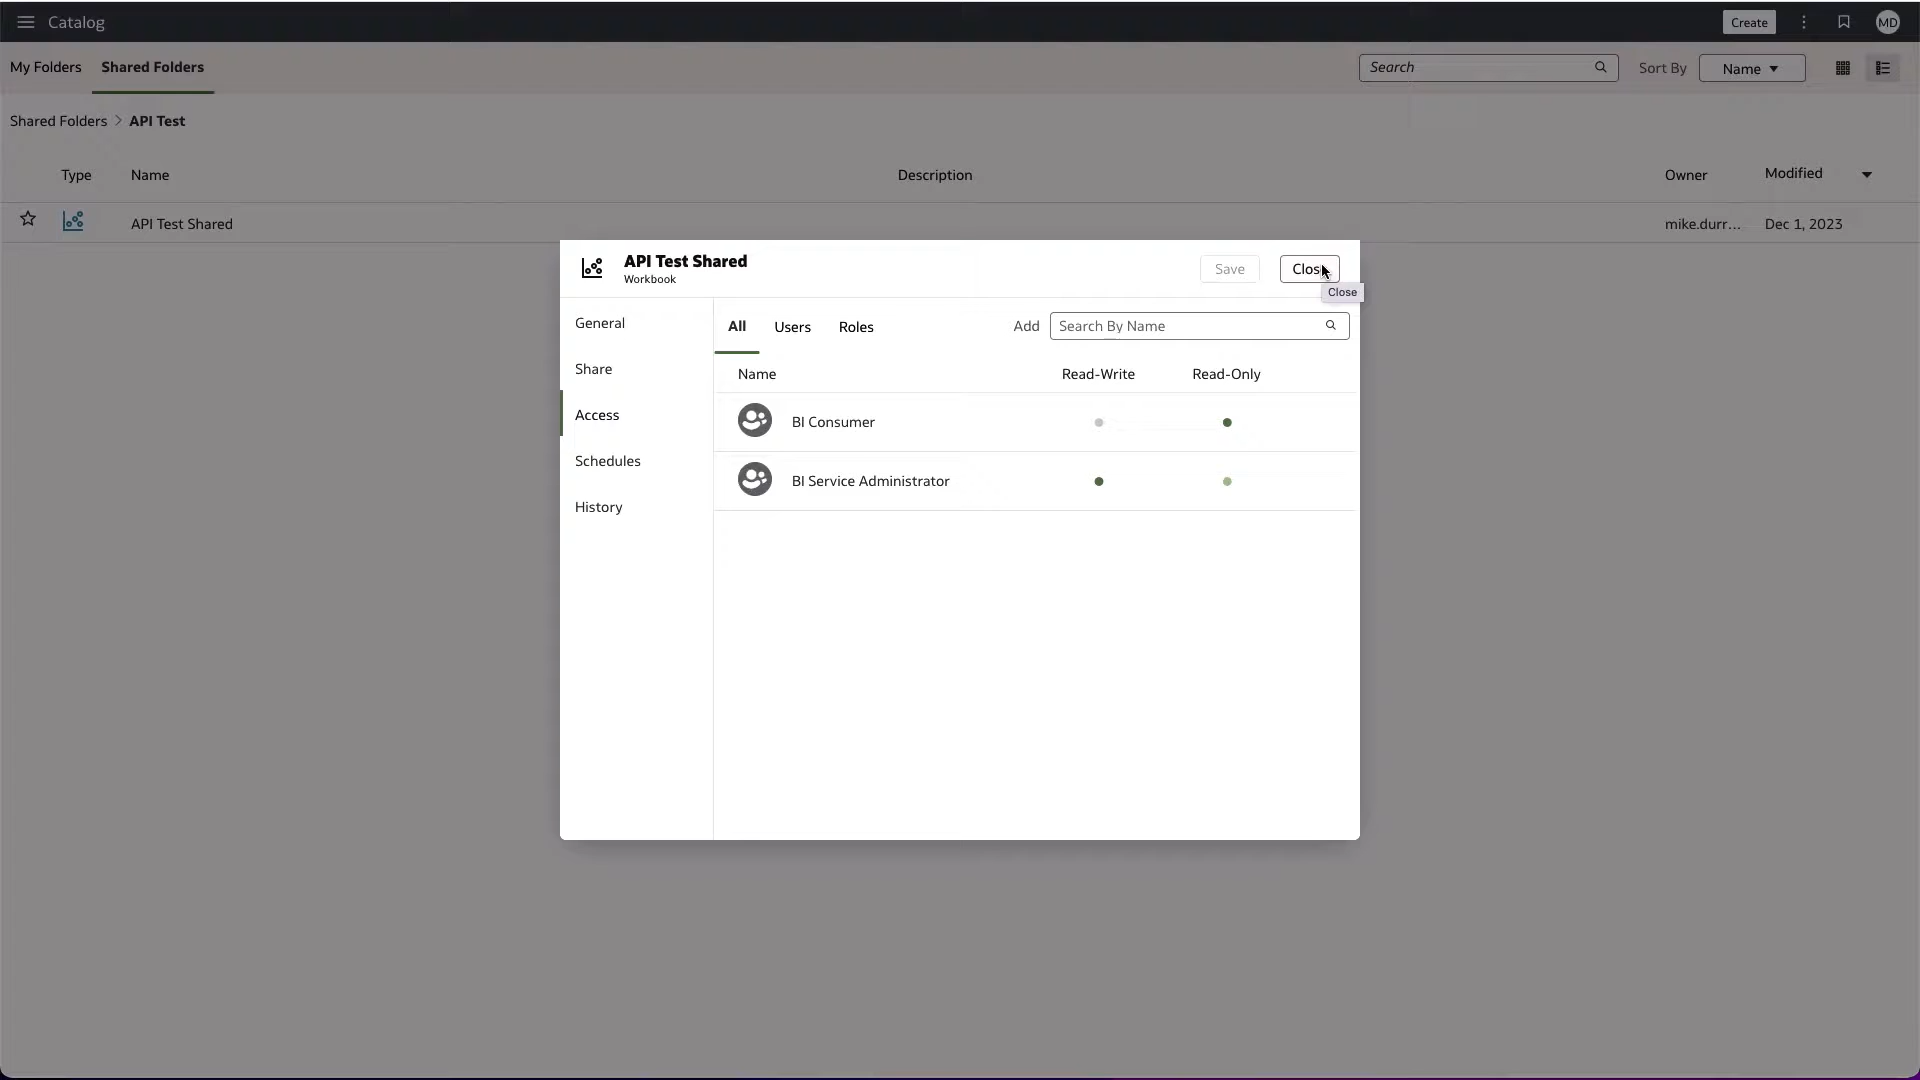 Catalog
Create
MD
My Folders
Shared Folders
Search
Sort By
Name
Shared Folders > API Test
Type
Name
Description
Owner
Modified
API Test Shared
mike.durr...
Dec 1, 2023
API Test Shared
Workbook
Save
Close
General
Share
Access
Schedules
History
All
Users
Roles
Add
Search By Name
Name
Read-Write
Read-Only
BI Consumer
BI Service Administrator